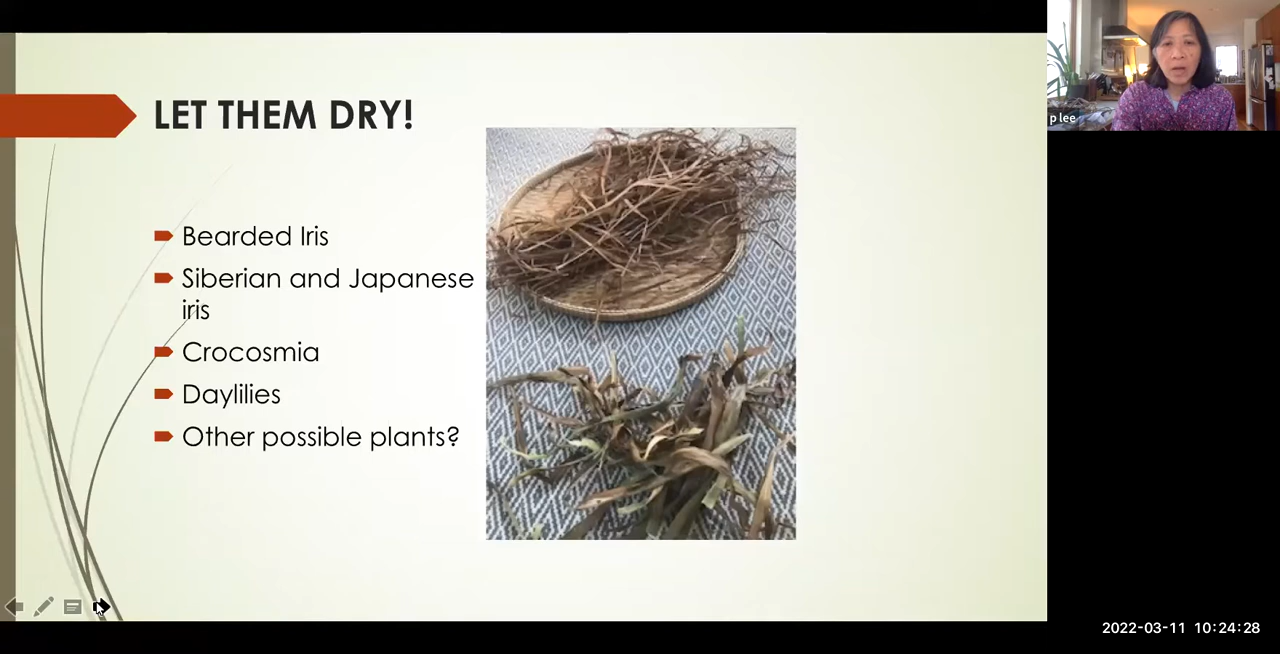 LET THEM DRY!
Bearded Iris
Siberian and Japanese
iris
Crocosmia
Daylilies
Other possible plants?
p lee
2022-03-11 10:24:28